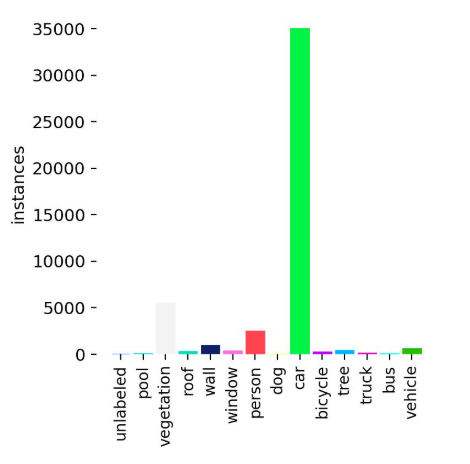 35000
30000
25000
20000
15000
10000
5000
0
instances
unlabeled
pool
vegetation
roof
wall
window
person
dog
car
bicycle
tree
truck
bus
vehicle